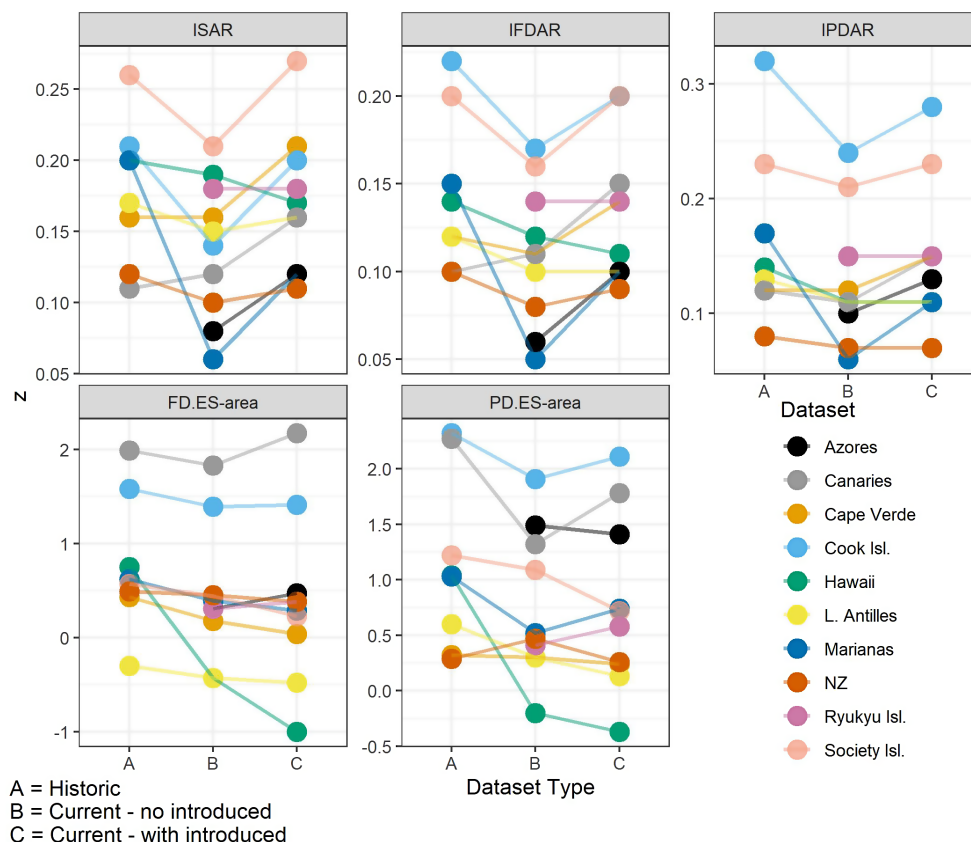 ISAR
IFDAR
IPDAR
0.25
0.20
0.15
0.10
0.05
0.20
0.15
0.10
0.05
0.3
0.2
0.1
A
B
C
z
FD.ES-area
PD.ES-area
2
1
0
-1
2.0
1.5
1.0
0.5
0.0
-0.5
A
B
C
A
B
C
Dataset Type
Dataset
Azores
Canaries
Cape Verde
Cook Isl.
Hawaii
L. Antilles
Marianas
NZ
Ryukyu Isl.
Society Isl.
A = Historic
B = Current - no introduced
C = Current - with introduced